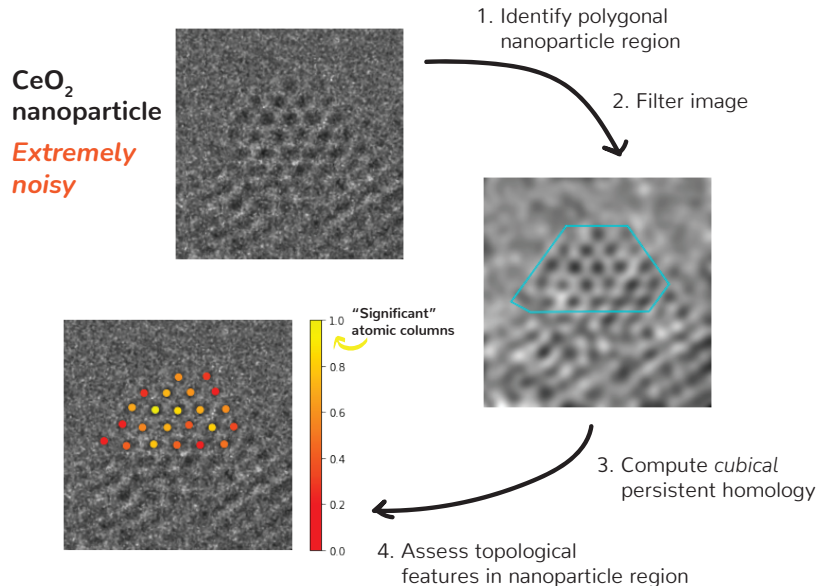 1. Identify polygonal
nanoparticle region
CeO₂
nanoparticle
Extremely
noisy
2. Filter image
"Significant"
atomic columns
1.0
0.8
0.6
0.4
0.2
0.0
3. Compute cubical
persistent homology
4. Assess topological
features in nanoparticle region